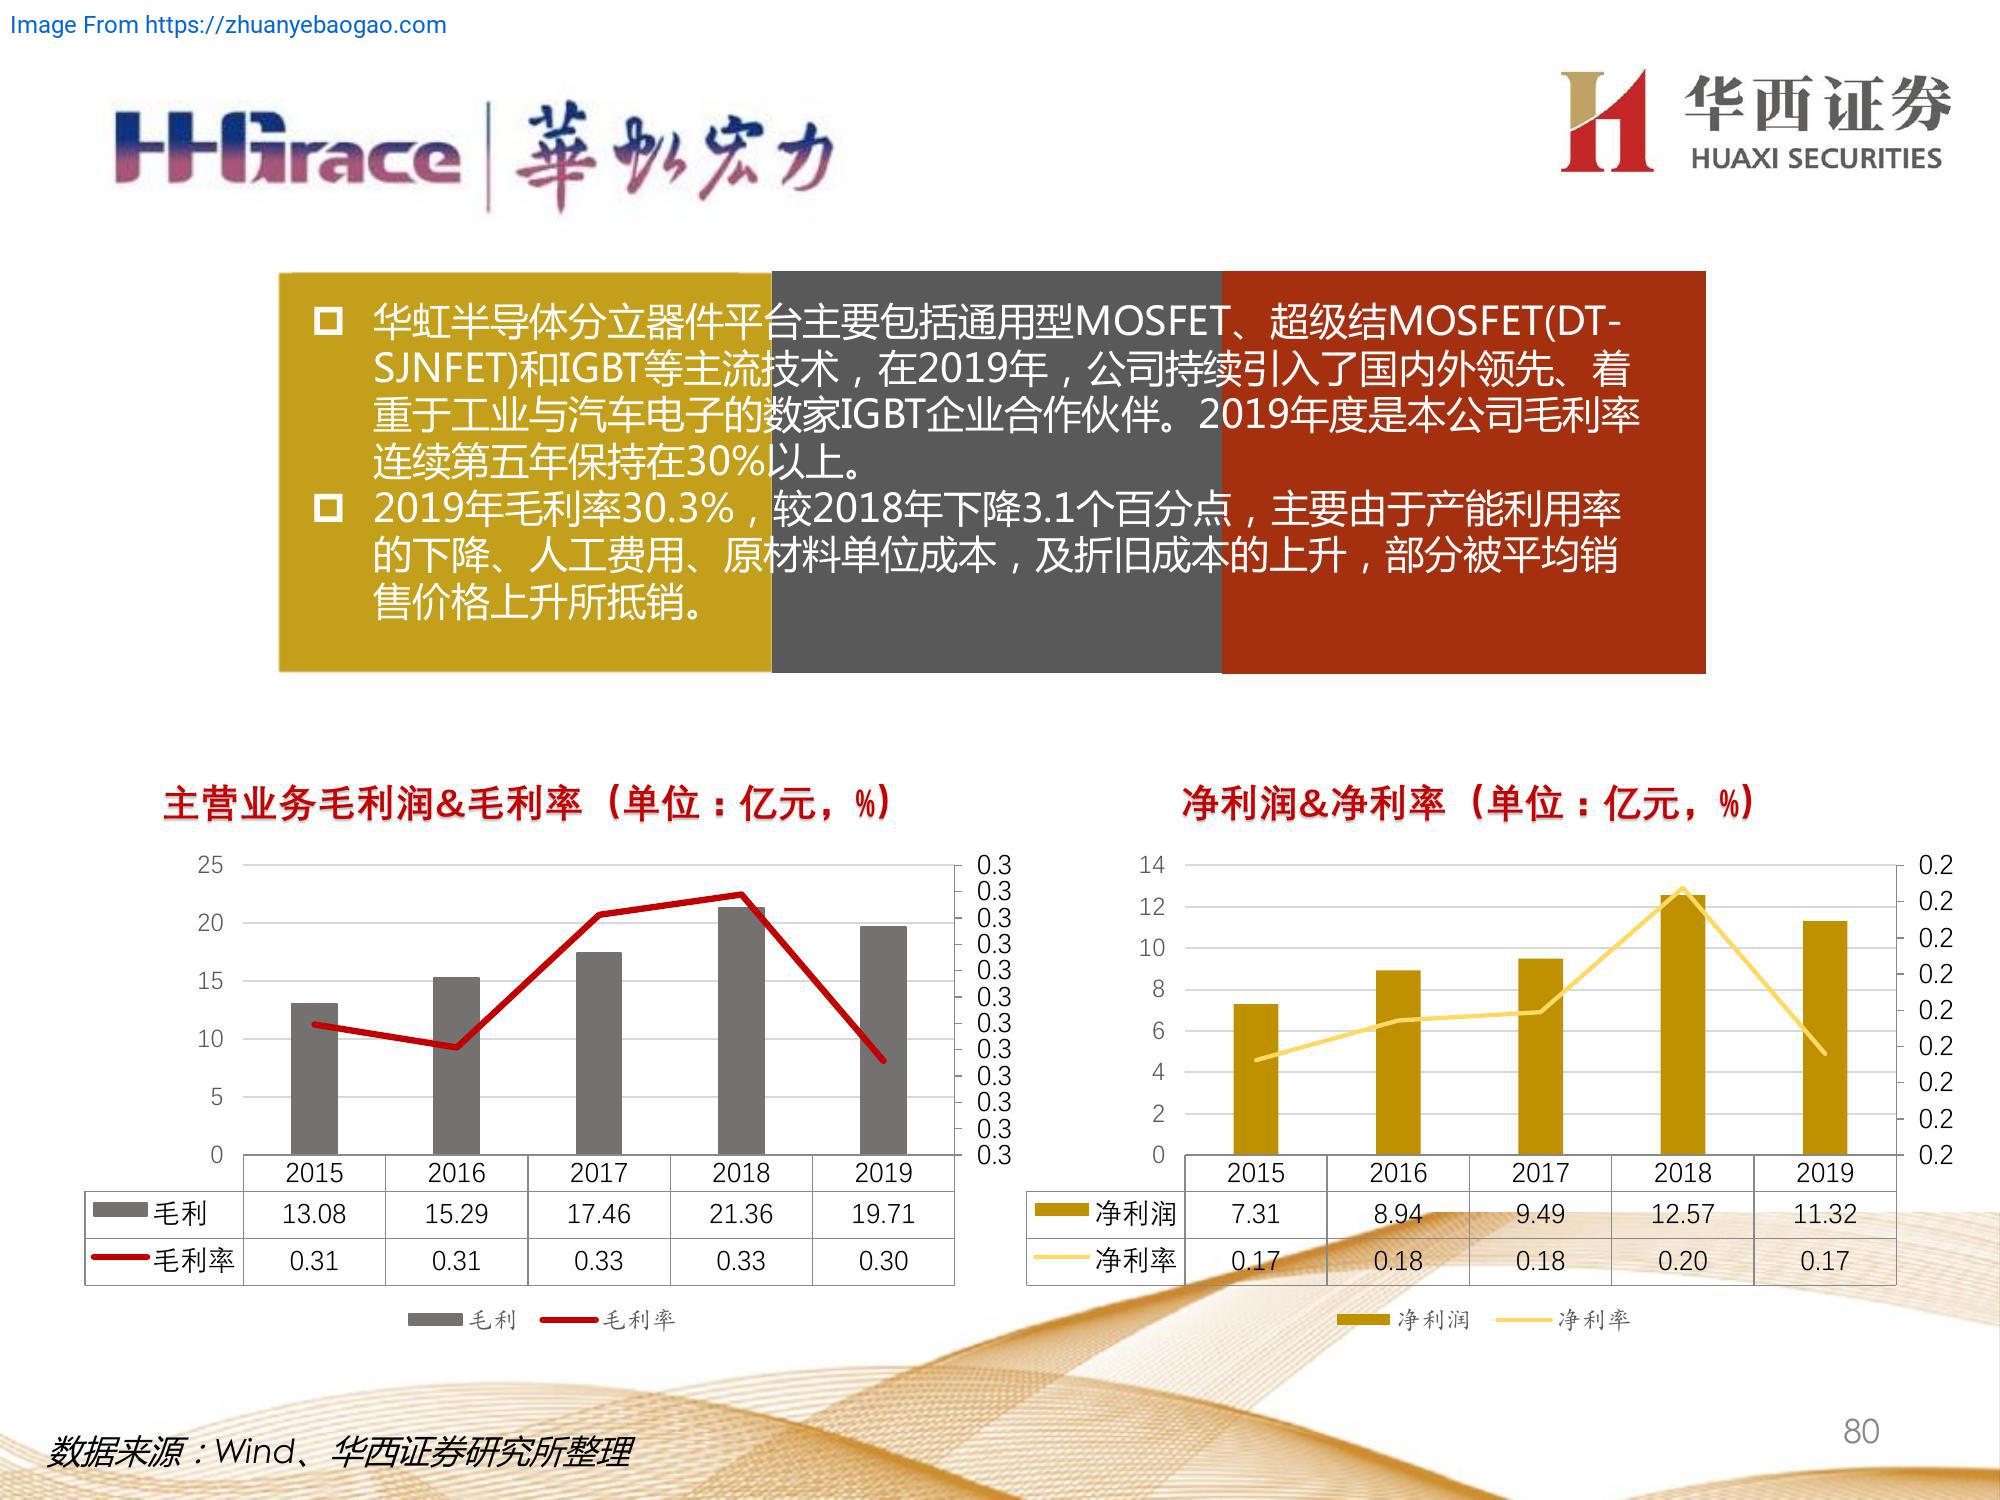 Image From https://zhuanyebaogao.com
HHGrace 華虹宏力
华西证券
HUAXI SECURITIES
华虹半导体分立器件平台主要包括通用型MOSFET、超级结MOSFET(DT-
SJNFET)和IGBT等主流技术，在2019年，公司持续引入了国内外领先、着
重于工业与汽车电子的数家IGBT企业合作伙伴。2019年度是本公司毛利率
连续第五年保持在30%以上。
2019年毛利率30.3%，较2018年下降3.1个百分点，主要由于产能利用率
的下降、人工费用、原材料单位成本，及折旧成本的上升，部分被平均销
售价格上升所抵销。
主营业务毛利润&毛利率（单位：亿元，%）
25
20
15
10
5
0
0.3
0.3
0.3
0.3
0.3
0.3
0.3
0.3
0.3
0.3
0.3
0.3
2015 2016 2017 2018 2019
毛利 13.08 15.29 17.46 21.36 19.71
毛利率 0.31 0.31 0.33 0.33 0.30
毛利 毛利率
净利润&净利率（单位：亿元，%）
14
12
10
8
6
4
2
0
0.2
0.2
0.2
0.2
0.2
0.2
0.2
0.2
0.2
2015 2016 2017 2018 2019
净利润 7.31 8.94 9.49 12.57 11.32
净利率 0.17 0.18 0.18 0.20 0.17
净利润 净利率
数据来源：Wind、华西证券研究所整理
80